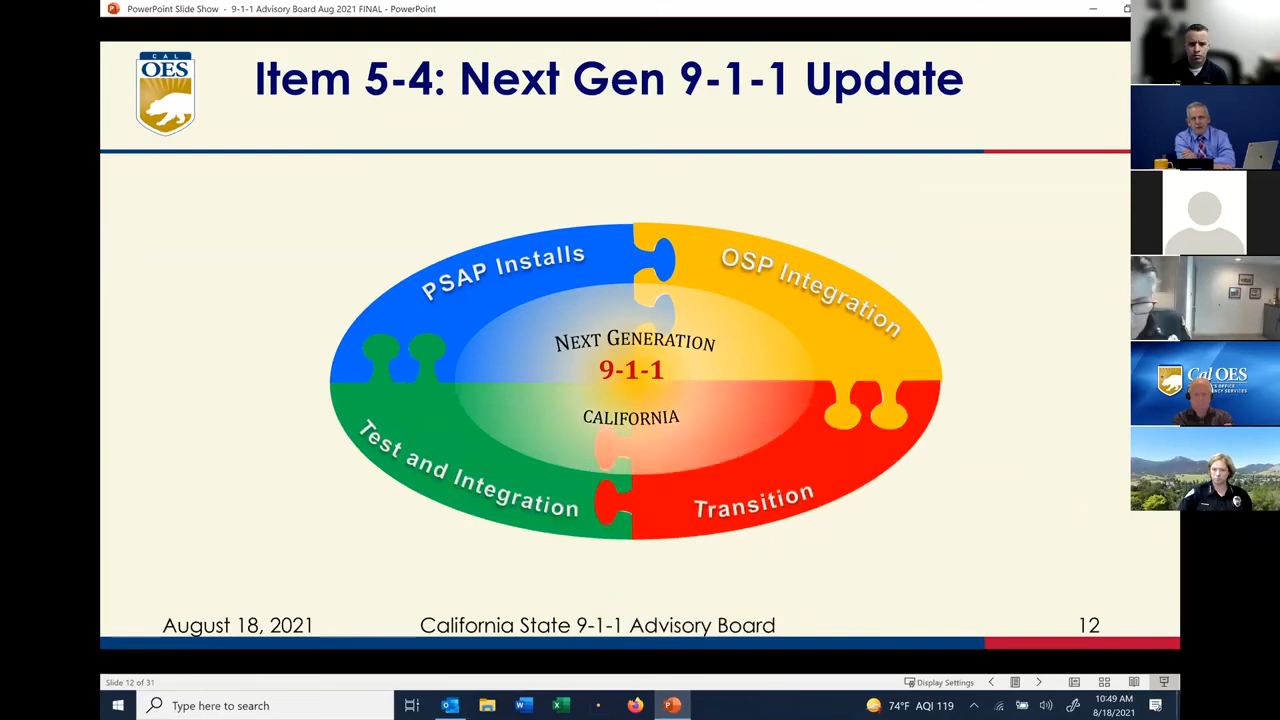 PowerPoint Slide Show - 9-1-1 Advisory Board Aug 2021 FINAL - PowerPoint
CAL
OES
Item 5-4: Next Gen 9-1-1 Update
PSAP Installs
OSP Integration
NEXT GENERATION
9-1-1
CALIFORNIA
Test and Integration
Transition
Cal OES
August 18, 2021
California State 9-1-1 Advisory Board
12
Slide 12 of 31
Display Settings
Type here to search
74°F AQI 119
10:49 AM
8/18/2021